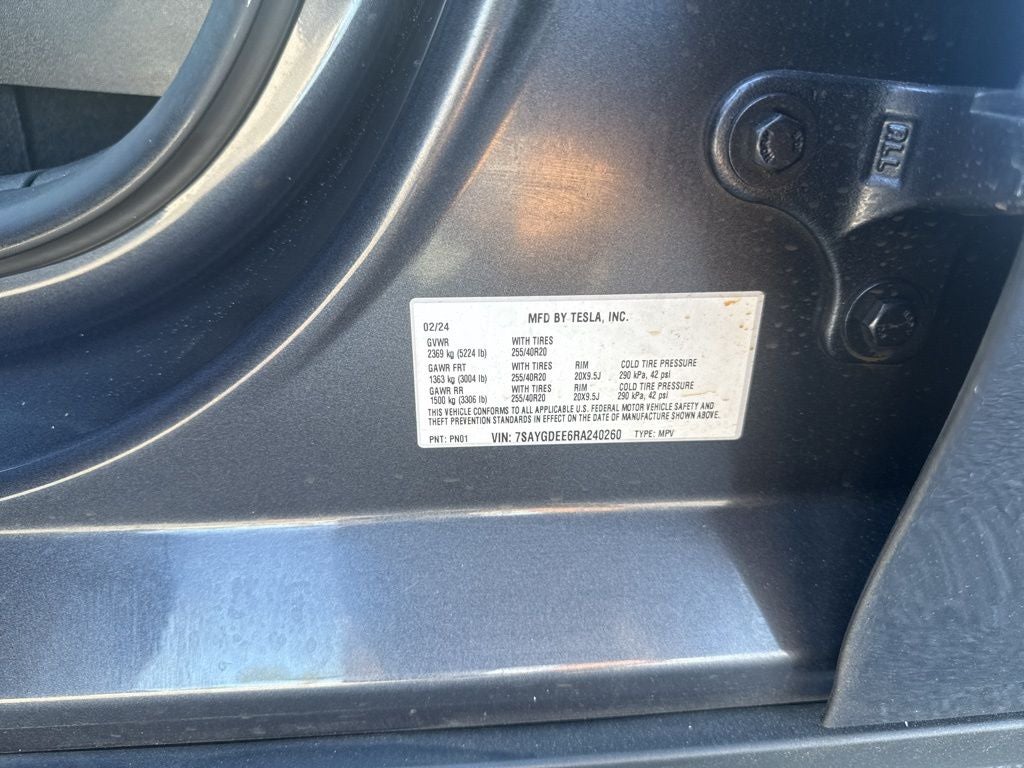 MFD BY TESLA, INC.
02/24
GVWR WITH TIRES
2369 kg (5224 lb) 255/40R20
GAWR FRT WITH TIRES RIM COLD TIRE PRESSURE
1363 kg (3004 lb) 255/40R20 20X9.5J 290 kPa, 42 psi
GAWR RR WITH TIRES RIM COLD TIRE PRESSURE
1500 kg (3306 lb) 255/40R20 20X9.5J 290 kPa, 42 psi
THIS VEHICLE CONFORMS TO ALL APPLICABLE U.S. FEDERAL MOTOR VEHICLE SAFETY AND
THEFT PREVENTION STANDARDS IN EFFECT ON THE DATE OF MANUFACTURE SHOWN ABOVE.
PNT: PN01 VIN: 7SAYGDEE6RA240260 TYPE: MPV